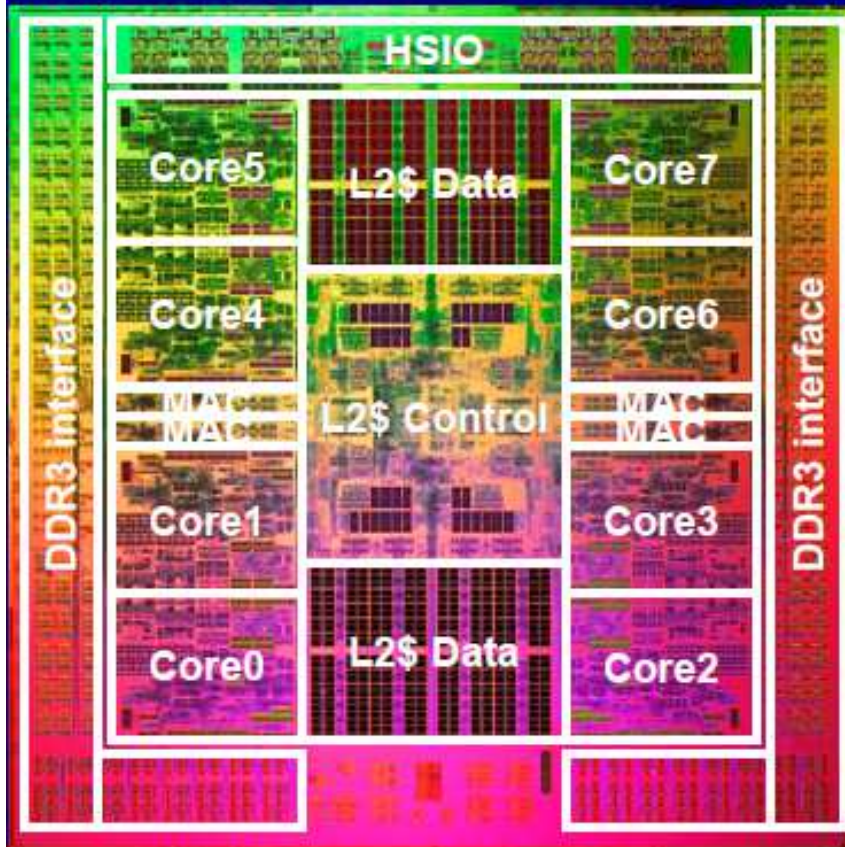 HSIO
Core5
L2$ Data
Core7
Core4
Core6
DDR3 interface
MAC
MAC
L2$ Control
MAC
MAC
DDR3 interface
Core1
Core3
Core0
L2$ Data
Core2